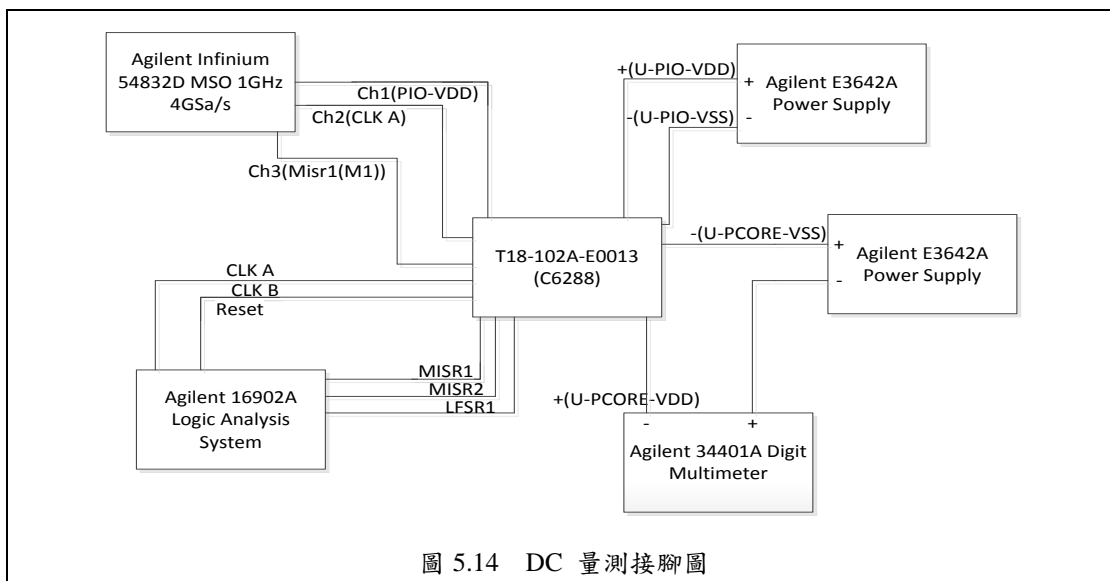 Agilent Infinium
54832D MSO 1GHz
4GSa/s
Ch1(PIO-VDD)
Ch2(CLK A)
Ch3(Misr1(M1))
+(U-PIO-VDD)
-(U-PIO-VSS)
+
-
Agilent E3642A
Power Supply
T18-102A-E0013
(C6288)
-(U-PCORE-VSS)
+
-
Agilent E3642A
Power Supply
CLK A
CLK B
Reset
MISR1
MISR2
LFSR1
Agilent 16902A
Logic Analysis
System
+(U-PCORE-VDD)
- +
Agilent 34401A Digit
Multimeter
圖 5.14 DC 量測接腳圖